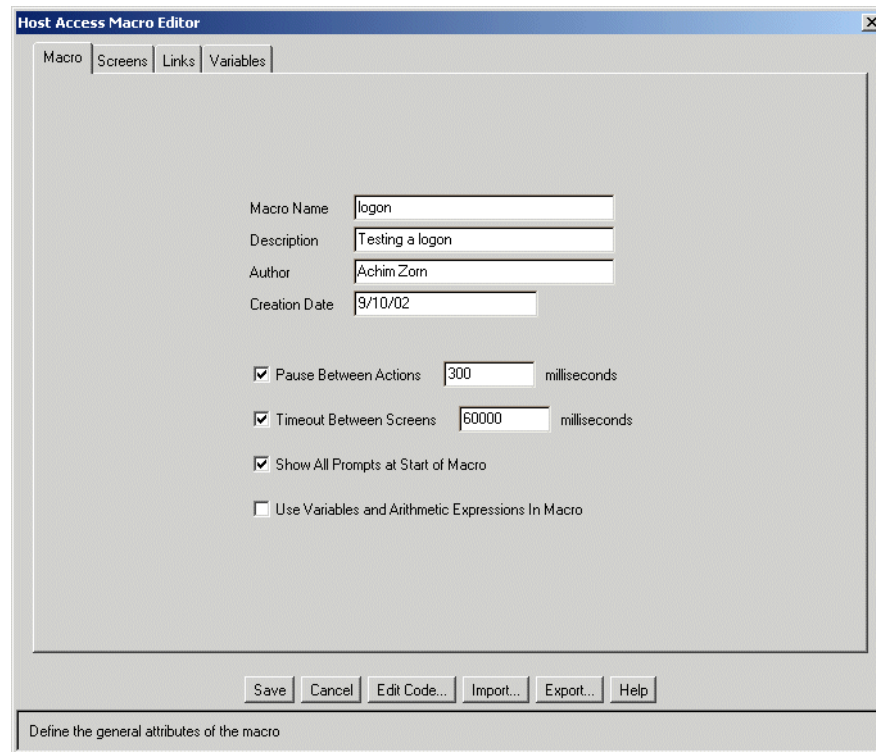 Host Access Macro Editor
Macro Screens Links Variables
Macro Name logon
Description Testing a logon
Author Achim Zorn
Creation Date 9/10/02
Pause Between Actions 300 milliseconds
Timeout Between Screens 60000 milliseconds
Show All Prompts at Start of Macro
Use Variables and Arithmetic Expressions In Macro
Save Cancel Edit Code... Import... Export... Help
Define the general attributes of the macro